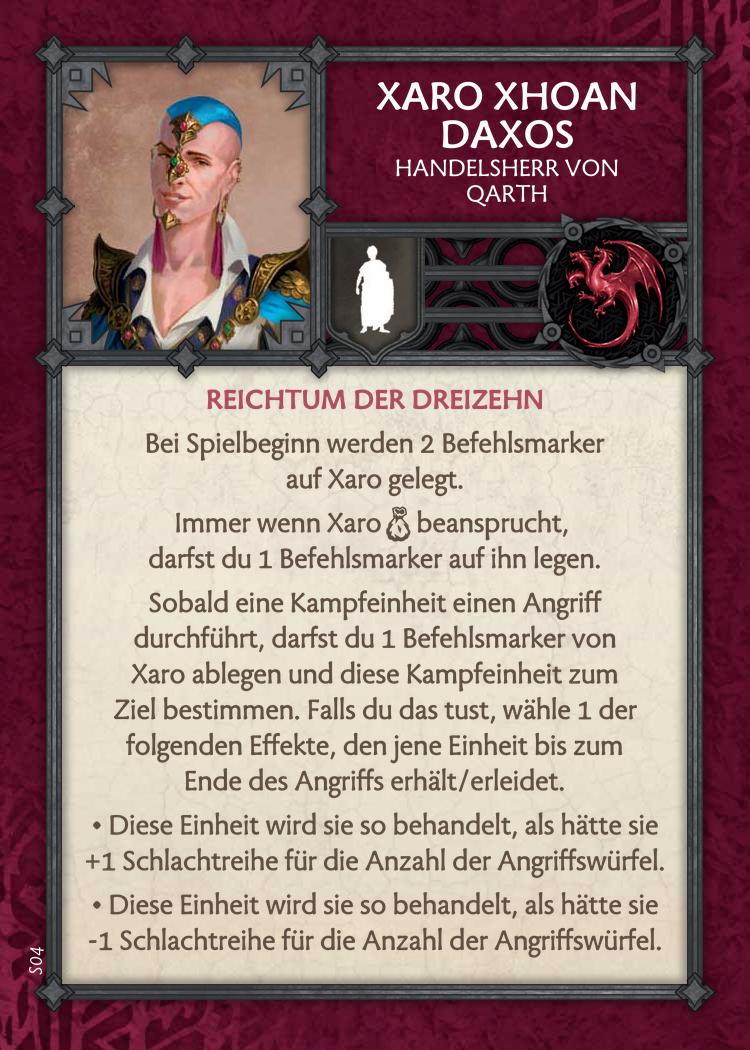 XARO XHOAN
DAXOS
HANDELSHERR VON
QARTH
REICHTUM DER DREIZEHN
Bei Spielbeginn werden 2 Befehlsmarker
auf Xaro gelegt.
Immer wenn Xaro beansprucht,
darfst du 1 Befehlsmarker auf ihn legen.
Sobald eine Kampfeinheit einen Angriff
durchführt, darfst du 1 Befehlsmarker von
Xaro ablegen und diese Kampfeinheit zum
Ziel bestimmen. Falls du das tust, wähle 1 der
folgenden Effekte, den jene Einheit bis zum
Ende des Angriffs erhält/erleidet.
• Diese Einheit wird sie so behandelt, als hätte sie
+1 Schlachtreihe für die Anzahl der Angriffswürfel.
• Diese Einheit wird sie so behandelt, als hätte sie
-1 Schlachtreihe für die Anzahl der Angriffswürfel.
S04